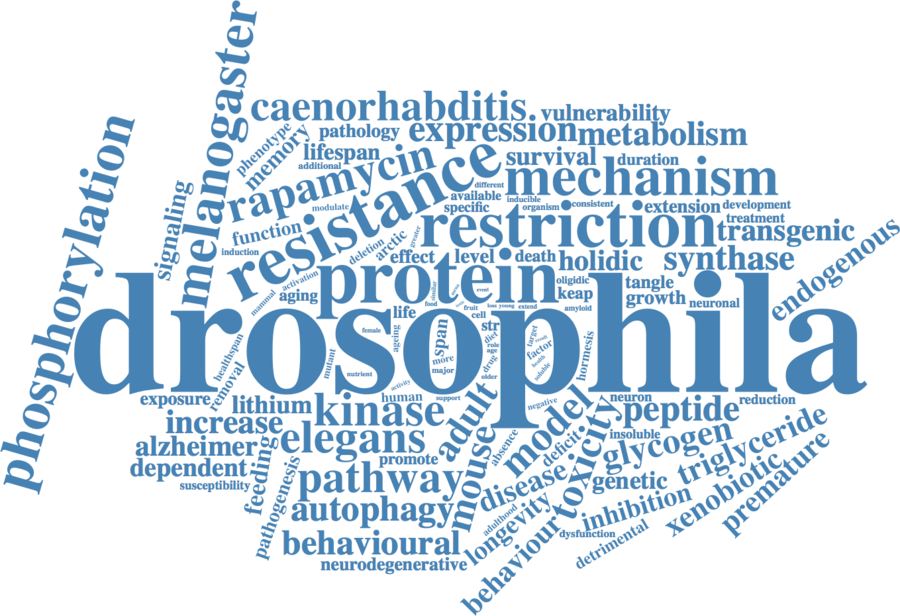 melanogaster
caenorhabditis.
vulnerability
phenotype
pathology
expression
metabolism
phosphorylation
memory
lifespan
additional
rapamycin
resistance
survival
duration
mechanism
different
signaling
modulate
available
inducible
consistent
specific
organism
extension
development
treatment
function
induction
deletion
arctic
greater
restriction
transgenic
effect
level
death
holidic
synthase
endogenous
mammal
activation
aging
protein
similar
event
oligidic
keap
tangle
growth
neuronal
amyloid
food
fruit
loss
young
extend
cell
life
drosophila
female
ageing
span
str
diet
role
age
target
factor
health
soluble
hormesis
healthspan
removal
mutant
nutrient
more
major
drug
older
activity
human
support
negative
exposure
lithium
kinase
adult
model
neuron
peptide
reduction
increase
alzheimer
elegans
promote
absence
deficit
toxicity
insoluble
glycogen
triglyceride
dependent
susceptibility
feeding
pathogenesis
pathway
mouse
disease
genetic
xenobiotic
premature
autophagy
adulthood
longevity
behaviour
inhibition
dysfunction
detrimental
behavioural
neurodegenerative